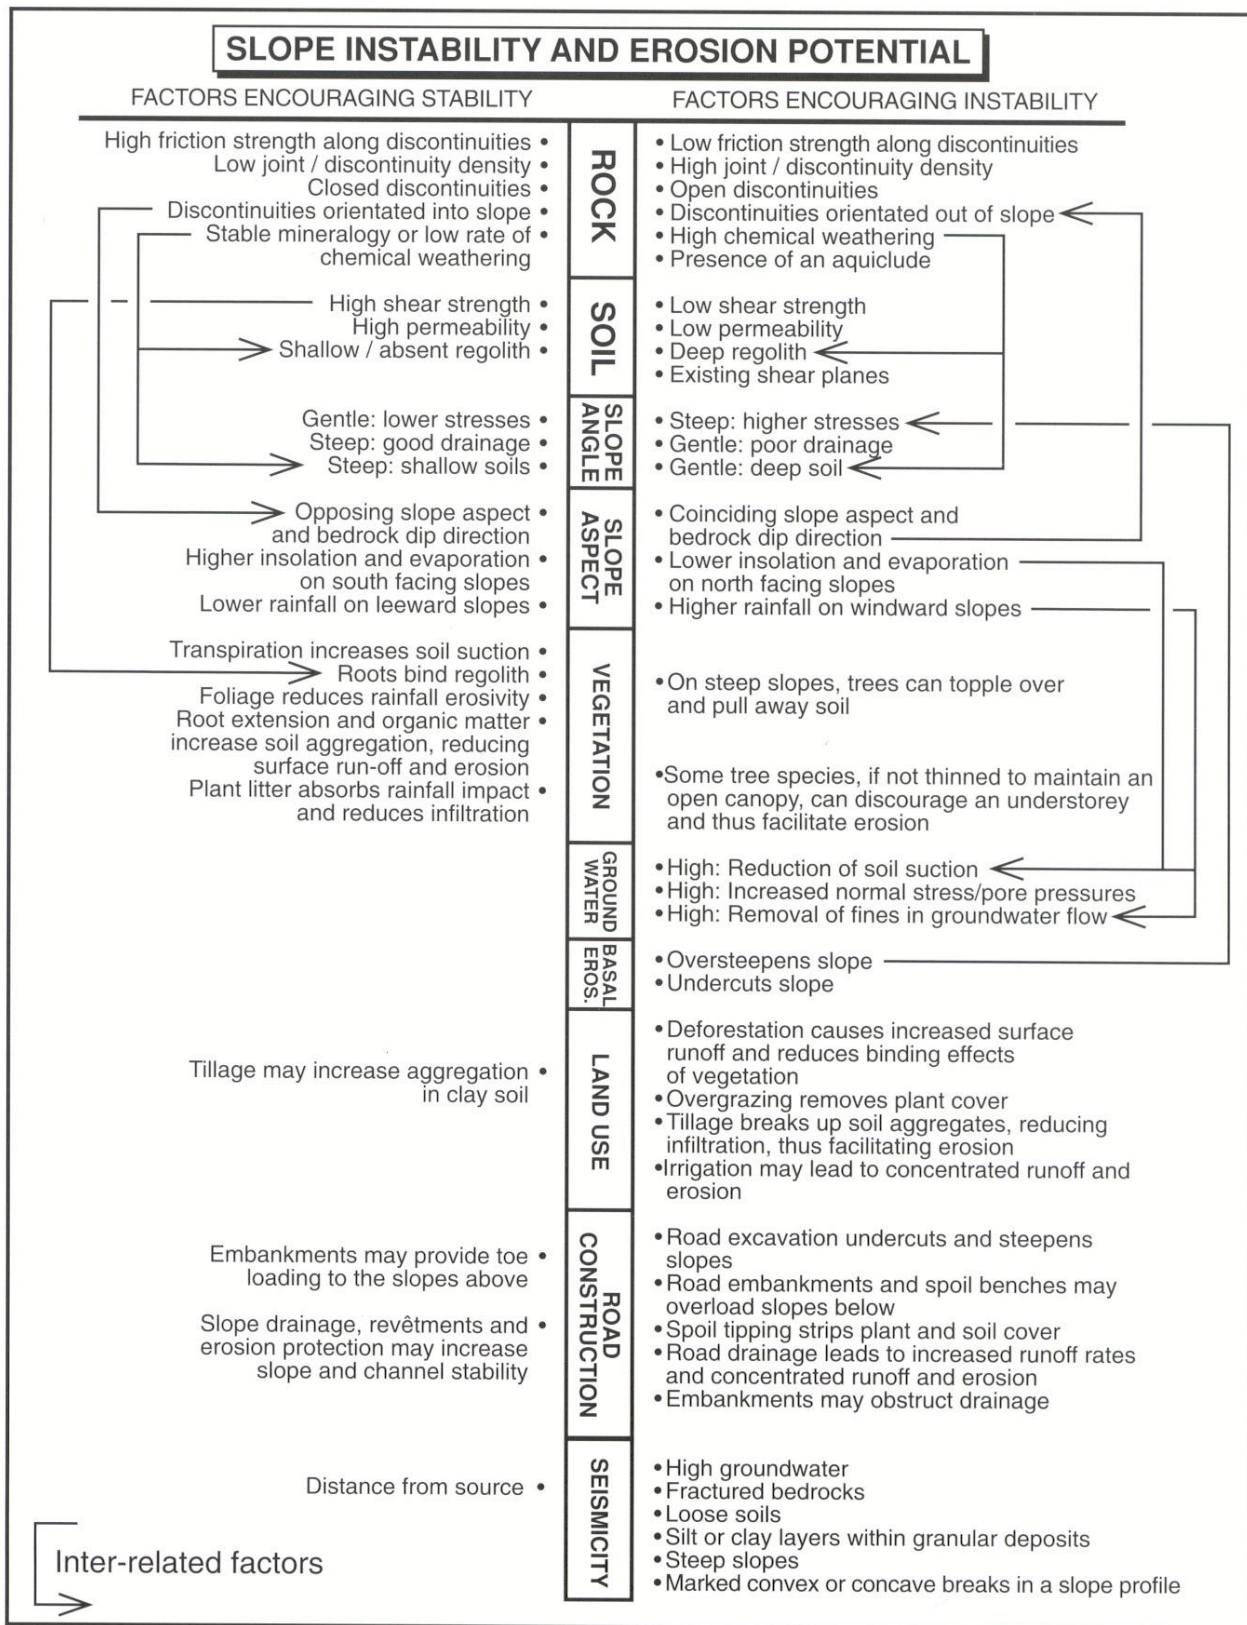 SLOPE INSTABILITY AND EROSION POTENTIAL
FACTORS ENCOURAGING STABILITY
FACTORS ENCOURAGING INSTABILITY
ROCK
High friction strength along discontinuities •
Low joint / discontinuity density •
Closed discontinuities •
Discontinuities orientated into slope •
Stable mineralogy or low rate of •
chemical weathering
• Low friction strength along discontinuities
• High joint / discontinuity density
• Open discontinuities
• Discontinuities orientated out of slope
• High chemical weathering
• Presence of an aquiclude
SOIL
High shear strength •
High permeability •
Shallow / absent regolith •
• Low shear strength
• Low permeability
• Deep regolith
• Existing shear planes
SLOPE
ANGLE
Gentle: lower stresses •
Steep: good drainage •
Steep: shallow soils •
• Steep: higher stresses
• Gentle: poor drainage
• Gentle: deep soil
SLOPE
ASPECT
Opposing slope aspect •
and bedrock dip direction
Higher insolation and evaporation •
on south facing slopes
Lower rainfall on leeward slopes •
• Coinciding slope aspect and
bedrock dip direction
• Lower insolation and evaporation
on north facing slopes
• Higher rainfall on windward slopes
VEGETATION
Transpiration increases soil suction •
Roots bind regolith •
Foliage reduces rainfall erosivity •
Root extension and organic matter •
increase soil aggregation, reducing
surface run-off and erosion
Plant litter absorbs rainfall impact •
and reduces infiltration
• On steep slopes, trees can topple over
and pull away soil
• Some tree species, if not thinned to maintain an
open canopy, can discourage an understorey
and thus facilitate erosion
GROUND
WATER
• High: Reduction of soil suction
• High: Increased normal stress/pore pressures
• High: Removal of fines in groundwater flow
BASAL
EROS.
• Oversteepens slope
• Undercuts slope
LAND USE
Tillage may increase aggregation •
in clay soil
• Deforestation causes increased surface
runoff and reduces binding effects
of vegetation
• Overgrazing removes plant cover
• Tillage breaks up soil aggregates, reducing
infiltration, thus facilitating erosion
• Irrigation may lead to concentrated runoff and
erosion
ROAD
CONSTRUCTION
Embankments may provide toe •
loading to the slopes above
Slope drainage, revêtments and •
erosion protection may increase
slope and channel stability
• Road excavation undercuts and steepens
slopes
• Road embankments and spoil benches may
overload slopes below
• Spoil tipping strips plant and soil cover
• Road drainage leads to increased runoff rates
and concentrated runoff and erosion
• Embankments may obstruct drainage
SEISMICITY
Distance from source •
• High groundwater
• Fractured bedrocks
• Loose soils
• Silt or clay layers within granular deposits
• Steep slopes
• Marked convex or concave breaks in a slope profile
Inter-related factors